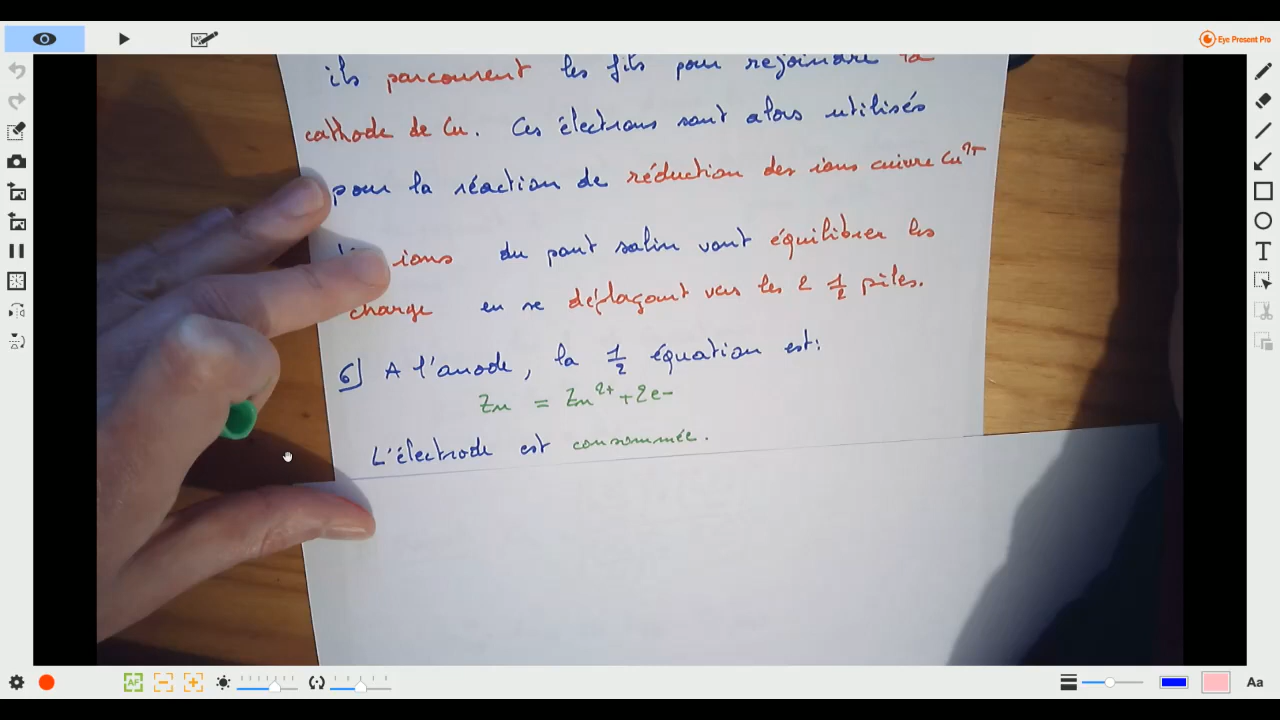 Eye Present Pro
ils parcourent les fils pour rejoindre la
cathode de Cu. Ces électrons sont alors utilisés
pour la réaction de réduction des ions cuivre Cu²⁺
ions du pont salin vont équilibrer les
charge en se déplaçant vers les 2 1/2 piles.
6) A l'anode, la 1/2 équation est:
Zn = Zn²⁺ + 2e-
L'électrode est consommée.
T
AF
Aa